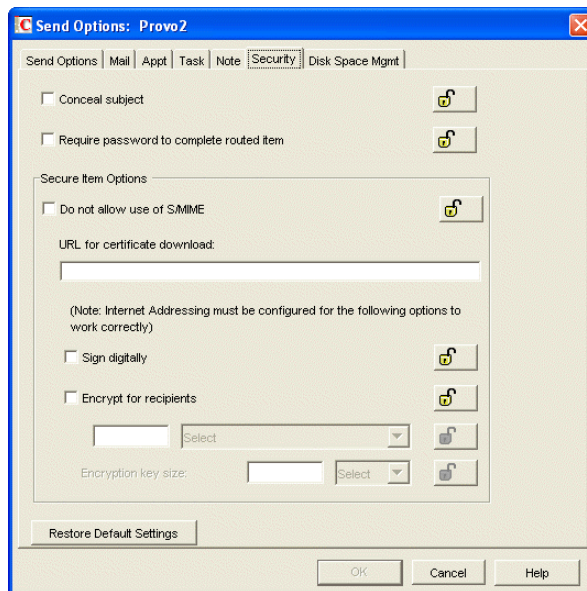 Send Options: Provo2
Send Options Mail Appt Task Note Security Disk Space Mgmt
Conceal subject
Require password to complete routed item
Secure Item Options
Do not allow use of S/MIME
URL for certificate download:
(Note: Internet Addressing must be configured for the following options to
work correctly)
Sign digitally
Encrypt for recipients
Select
Encryption key size: Select
Restore Default Settings
OK Cancel Help